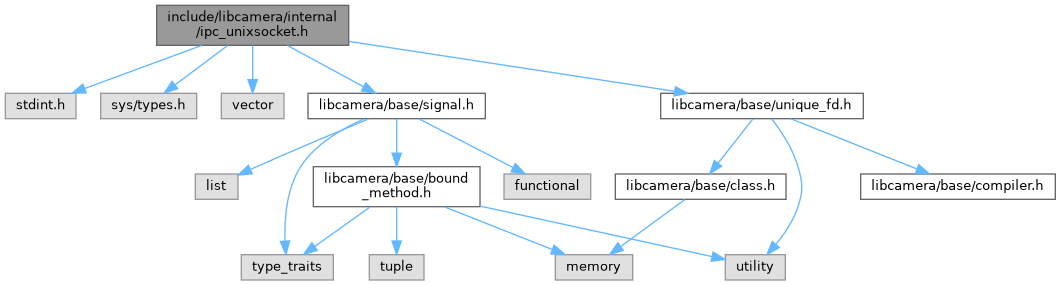 include/libcamera/internal
/ipc_unixsocket.h
stdint.h
sys/types.h
vector
libcamera/base/signal.h
libcamera/base/unique_fd.h
list
libcamera/base/bound
_method.h
functional
libcamera/base/class.h
libcamera/base/compiler.h
type_traits
tuple
memory
utility